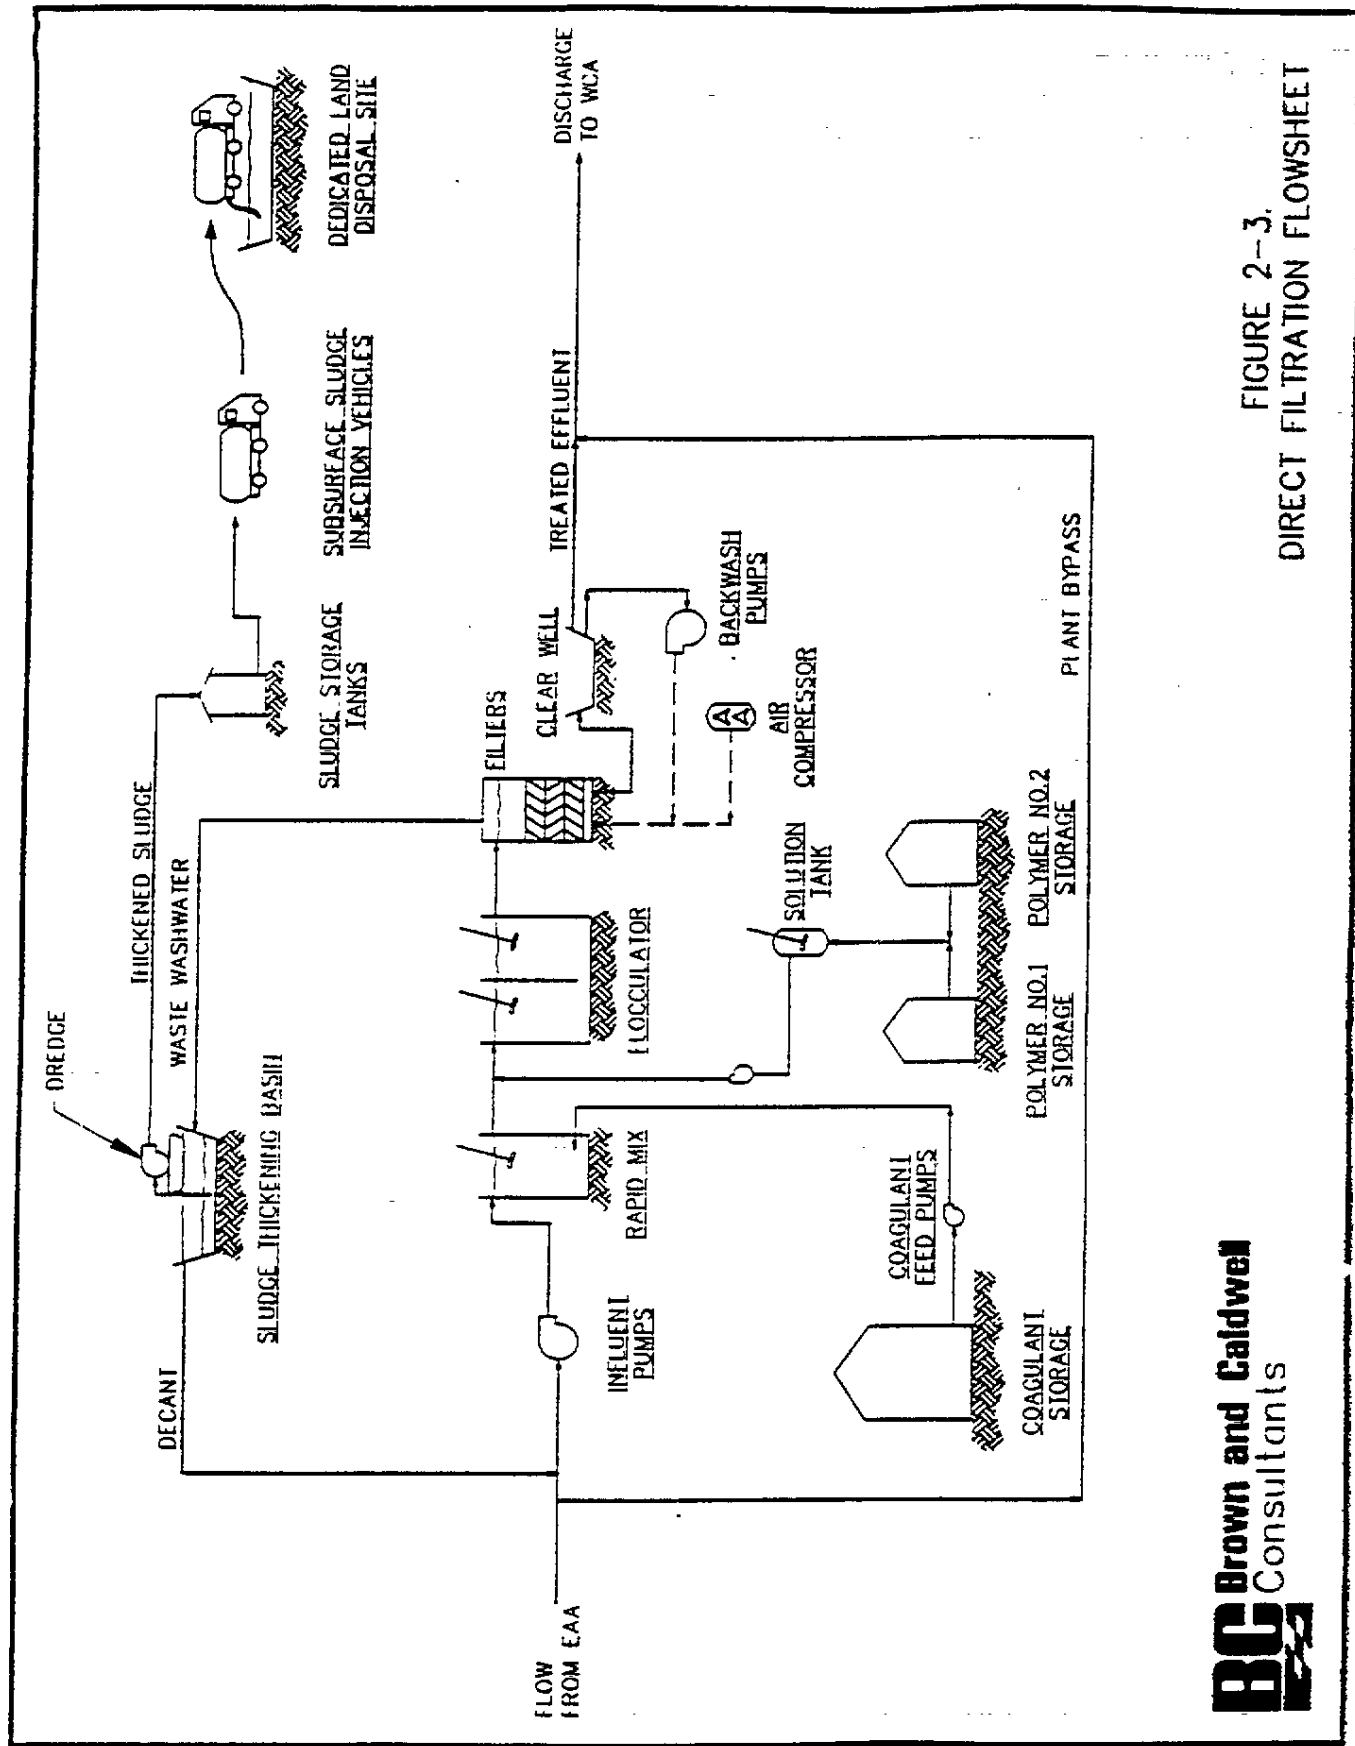 DREDGE
THICKENED SLUDGE
WASTE WASHWATER
DECANT
SLUDGE THICKENING BASIN
SLUDGE STORAGE
TANKS
SUBSURFACE SLUDGE
INJECTION VEHICLES
DEDICATED LAND
DISPOSAL SITE
FLOW
FROM EAA
INFLUENT
PUMPS
RAPID MIX
FLOCCULATOR
FILTERS
CLEAR WELL
TREATED EFFLUENT
DISCHARGE
TO WCA
BACKWASH
PUMPS
AIR
COMPRESSOR
SOLUTION
TANK
COAGULANT
FEED PUMPS
COAGULANT
STORAGE
POLYMER NO.1
STORAGE
POLYMER NO.2
STORAGE
PLANT BYPASS
BC Brown and Caldwell
Consultants
FIGURE 2-3.
DIRECT FILTRATION FLOWSHEET